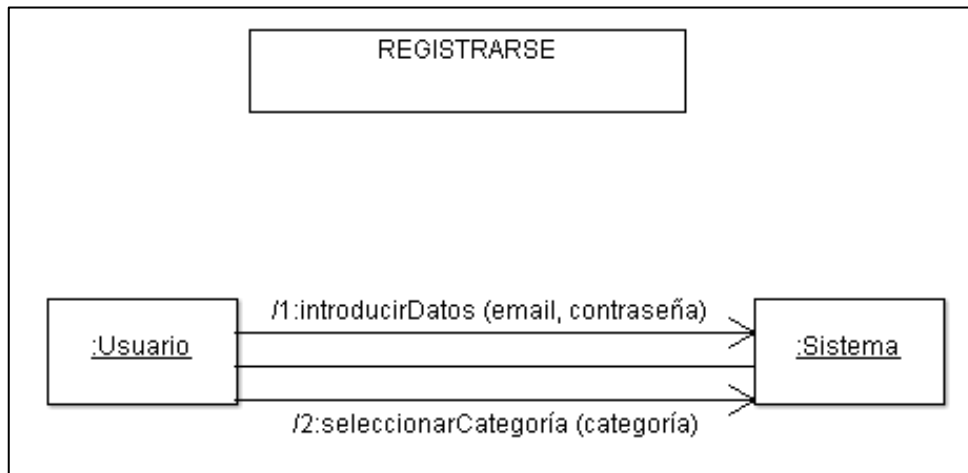 REGISTRARSE
/1:introducirDatos (email, contraseña)
:Usuario
:Sistema
/2:seleccionarCategoría (categoría)